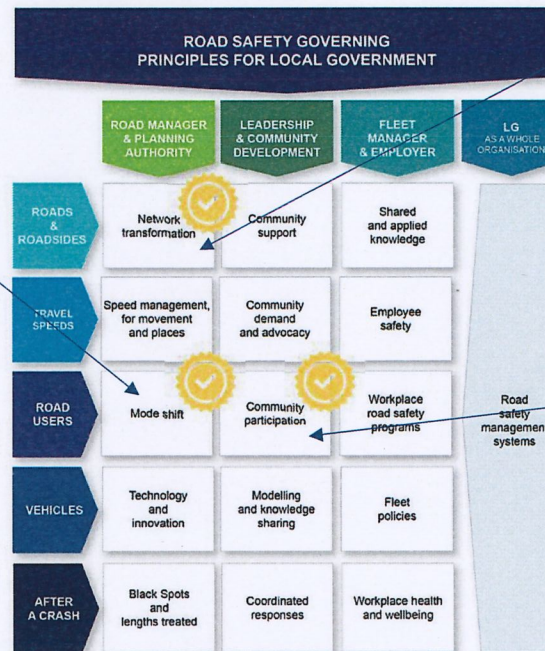 ROAD SAFETY GOVERNING
PRINCIPLES FOR LOCAL GOVERNMENT
ROAD MANAGER
& PLANNING
AUTHORITY
LEADERSHIP
& COMMUNITY
DEVELOPMENT
FLEET
MANAGER
& EMPLOYER
LG
AS A WHOLE
ORGANISATION
ROADS
&
ROADSIDES
Network
transformation
Community
support
Shared
and applied
knowledge
TRAVEL
SPEEDS
Speed management,
for movement
and places
Community
demand
and advocacy
Employee
safety
ROAD
USERS
Mode shift
Community
participation
Workplace
road safety
programs
Road
safety
management
systems
VEHICLES
Technology
and
innovation
Modelling
and knowledge
sharing
Fleet
policies
AFTER
A CRASH
Black Spots
and
lengths treated
Coordinated
responses
Workplace health
and wellbeing